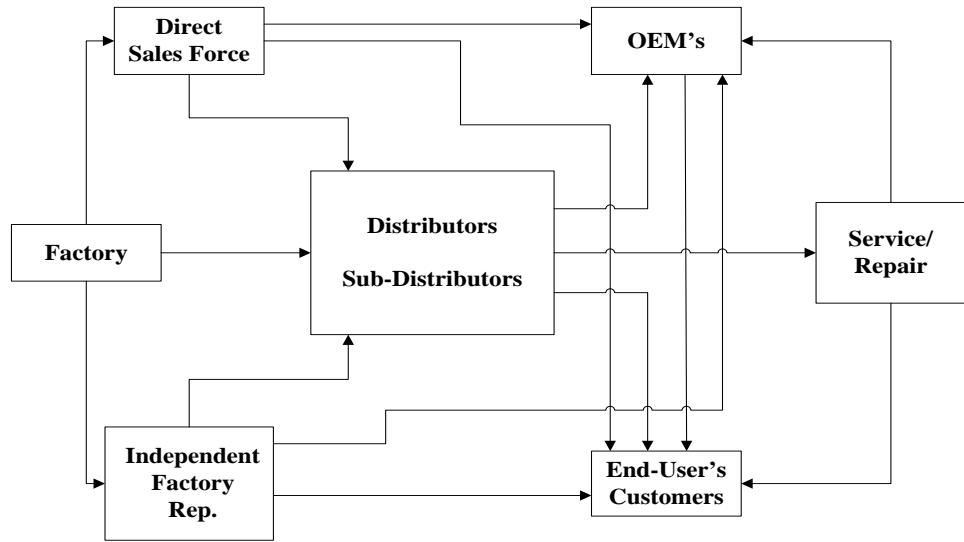 Direct
Sales Force
OEM's
Distributors
Sub-Distributors
Factory
Service/
Repair
Independent
Factory
Rep.
End-User's
Customers